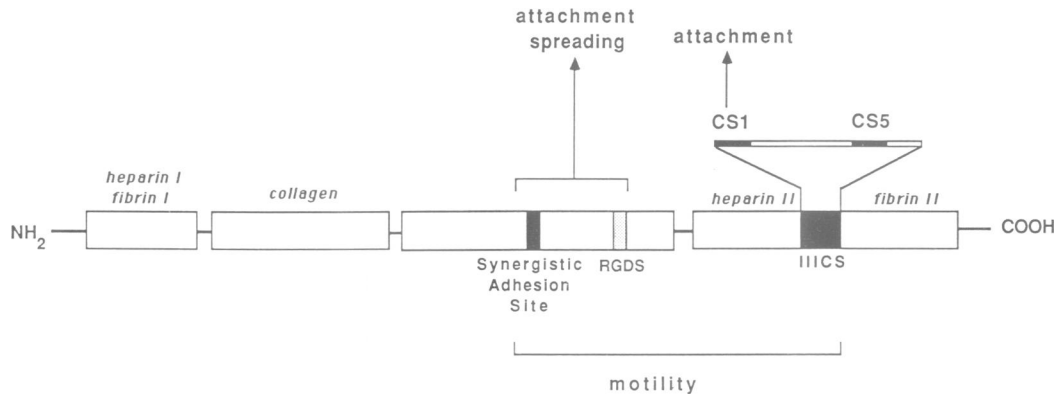 attachment
spreading
attachment
CS1
CS5
heparin I
fibrin I
collagen
heparin II
fibrin II
NH2
COOH
Synergistic
Adhesion
Site
RGDS
IIICS
motility